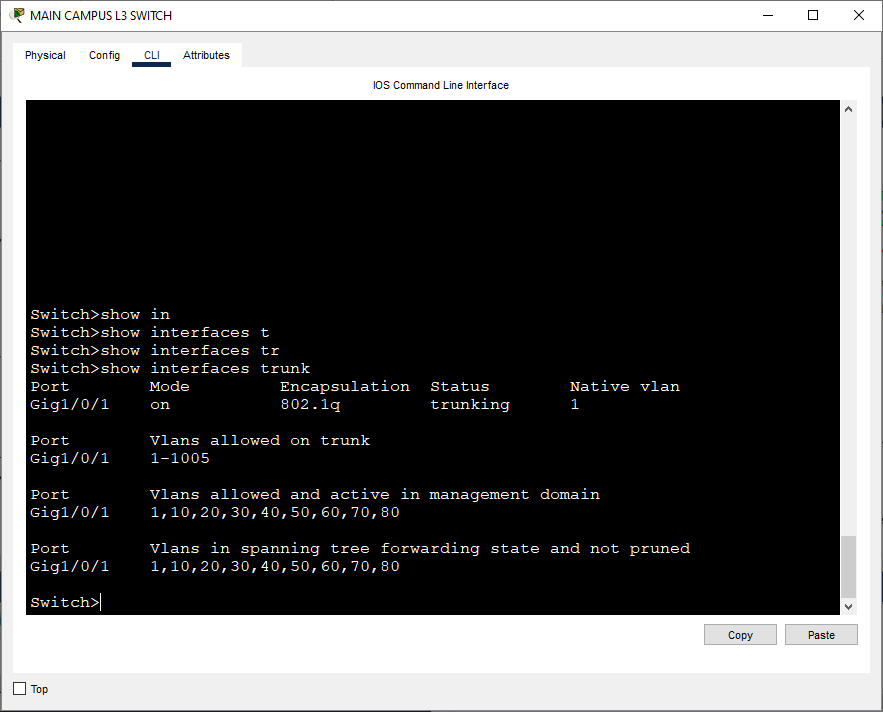 MAIN CAMPUS L3 SWITCH
Physical Config CLI Attributes
IOS Command Line Interface
Switch>show in
Switch>show interfaces t
Switch>show interfaces tr
Switch>show interfaces trunk
Port        Mode         Encapsulation  Status        Native vlan
Gig1/0/1    on           802.1q         trunking      1

Port        Vlans allowed on trunk
Gig1/0/1    1-1005

Port        Vlans allowed and active in management domain
Gig1/0/1    1,10,20,30,40,50,60,70,80

Port        Vlans in spanning tree forwarding state and not pruned
Gig1/0/1    1,10,20,30,40,50,60,70,80

Switch>
Copy Paste
Top